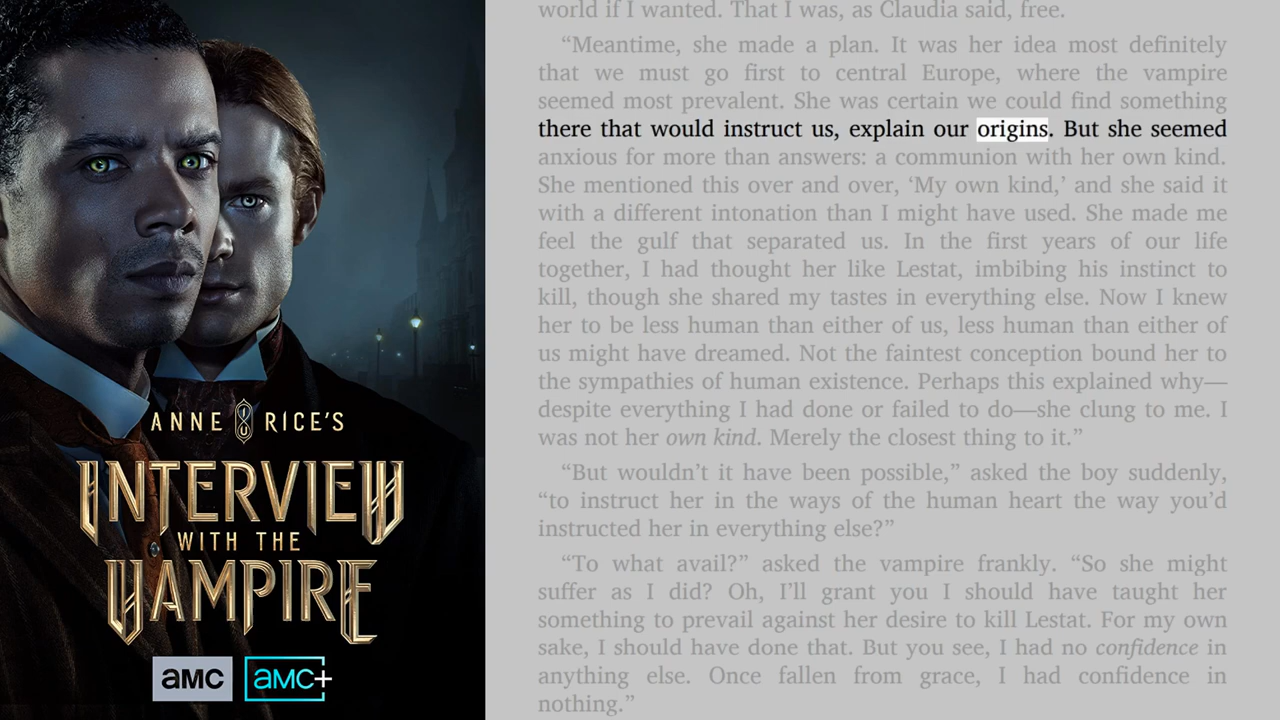 ANNE RICE'S
INTERVIEW
WITH THE
VAMPIRE
amc
amc+
world if I wanted. That I was, as Claudia said, free.
“Meantime, she made a plan. It was her idea most definitely
that we must go first to central Europe, where the vampire
seemed most prevalent. She was certain we could find something
there that would instruct us, explain our origins. But she seemed
anxious for more than answers: a communion with her own kind.
She mentioned this over and over, ‘My own kind,’ and she said it
with a different intonation than I might have used. She made me
feel the gulf that separated us. In the first years of our life
together, I had thought her like Lestat, imbibing his instinct to
kill, though she shared my tastes in everything else. Now I knew
her to be less human than either of us, less human than either of
us might have dreamed. Not the faintest conception bound her to
the sympathies of human existence. Perhaps this explained why—
despite everything I had done or failed to do—she clung to me. I
was not her own kind. Merely the closest thing to it.”
“But wouldn’t it have been possible,” asked the boy suddenly,
“to instruct her in the ways of the human heart the way you’d
instructed her in everything else?”
“To what avail?” asked the vampire frankly. “So she might
suffer as I did? Oh, I’ll grant you I should have taught her
something to prevail against her desire to kill Lestat. For my own
sake, I should have done that. But you see, I had no confidence in
anything else. Once fallen from grace, I had confidence in
nothing.”